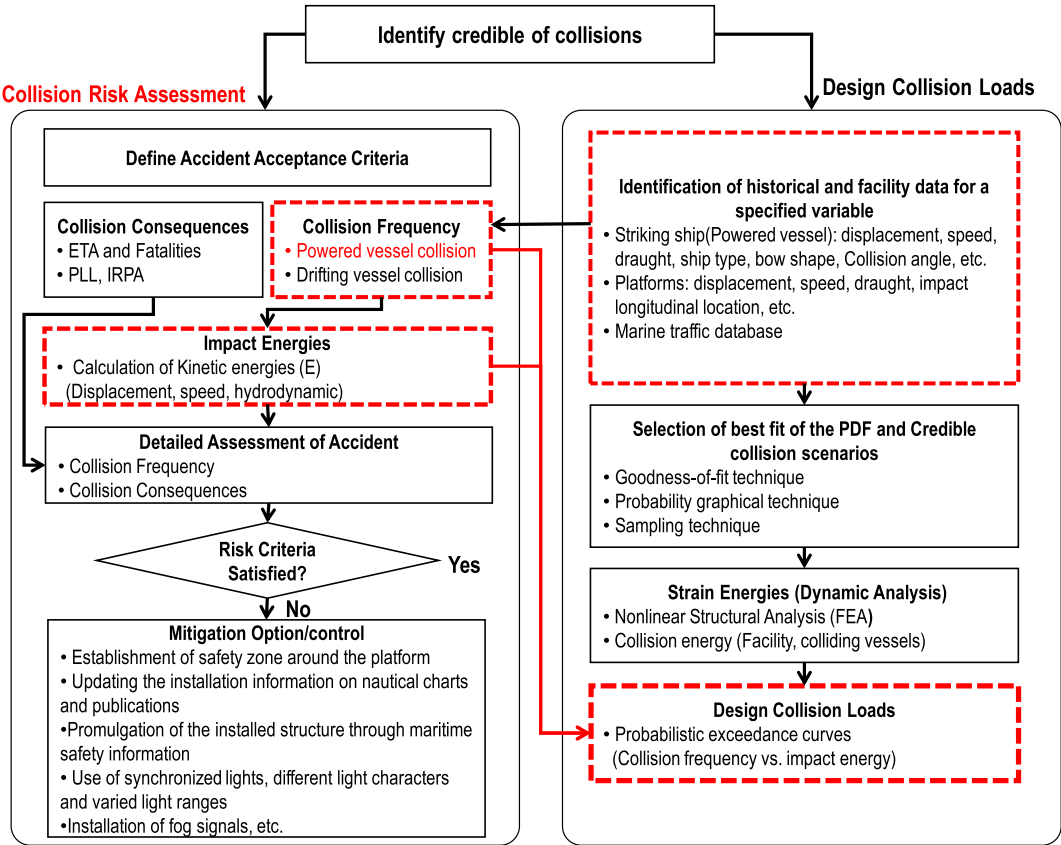 Identify credible of collisions
Collision Risk Assessment
Define Accident Acceptance Criteria
Collision Consequences
• ETA and Fatalities
• PLL, IRPA
Collision Frequency
• Powered vessel collision
• Drifting vessel collision
Impact Energies
• Calculation of Kinetic energies (E)
(Displacement, speed, hydrodynamic)
Detailed Assessment of Accident
• Collision Frequency
• Collision Consequences
Risk Criteria
Satisfied?
Yes
No
Mitigation Option/control
• Establishment of safety zone around the platform
• Updating the installation information on nautical charts
and publications
•Promulgation of the installed structure through maritime
safety information
• Use of synchronized lights, different light characters
and varied light ranges
•Installation of fog signals, etc.
Design Collision Loads
Identification of historical and facility data for a
specified variable
• Striking ship(Powered vessel): displacement, speed,
draught, ship type, bow shape, Collision angle, etc.
• Platforms: displacement, speed, draught, impact
longitudinal location, etc.
• Marine traffic database
Selection of best fit of the PDF and Credible
collision scenarios
• Goodness-of-fit technique
• Probability graphical technique
• Sampling technique
Strain Energies (Dynamic Analysis)
• Nonlinear Structural Analysis (FEA)
• Collision energy (Facility, colliding vessels)
Design Collision Loads
• Probabilistic exceedance curves
(Collision frequency vs. impact energy)